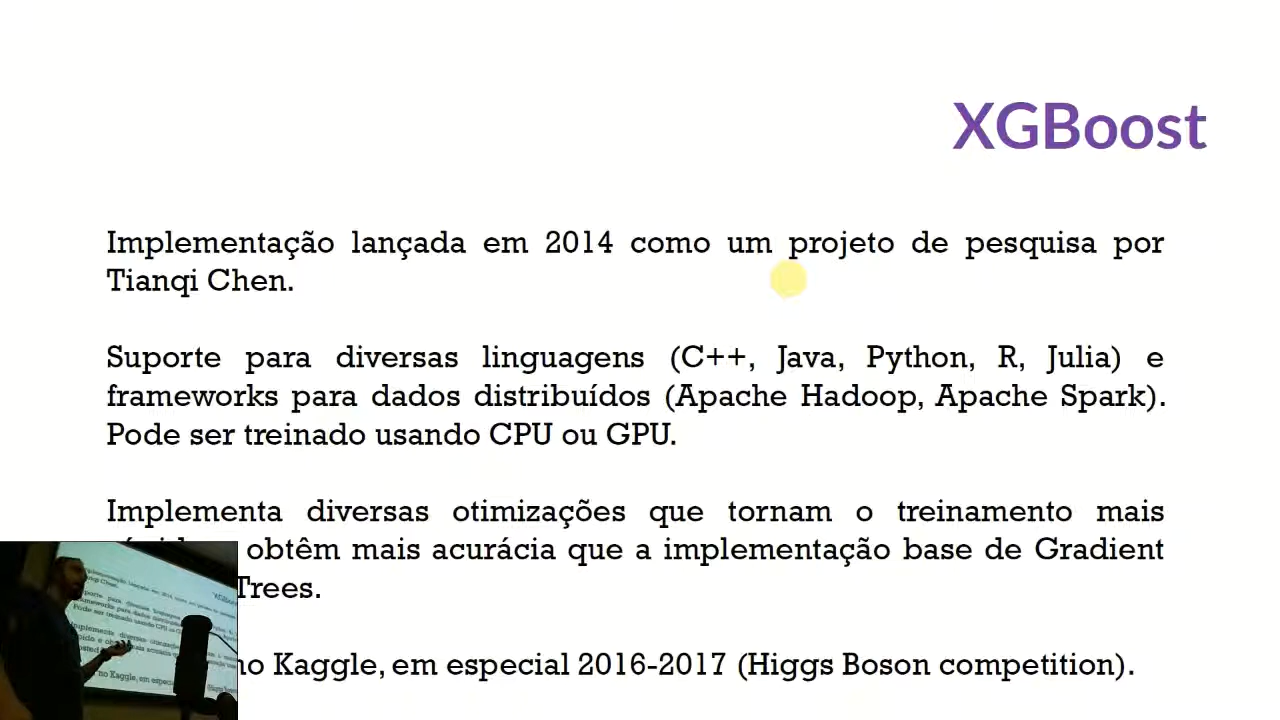 XGBoost
Implementação lançada em 2014 como um projeto de pesquisa por
Tianqi Chen.
Suporte para diversas linguagens (C++, Java, Python, R, Julia) e
frameworks para dados distribuídos (Apache Hadoop, Apache Spark).
Pode ser treinado usando CPU ou GPU.
Implementa diversas otimizações que tornam o treinamento mais
obtêm mais acurácia que a implementação base de Gradient
Trees.
no Kaggle, em especial 2016-2017 (Higgs Boson competition).